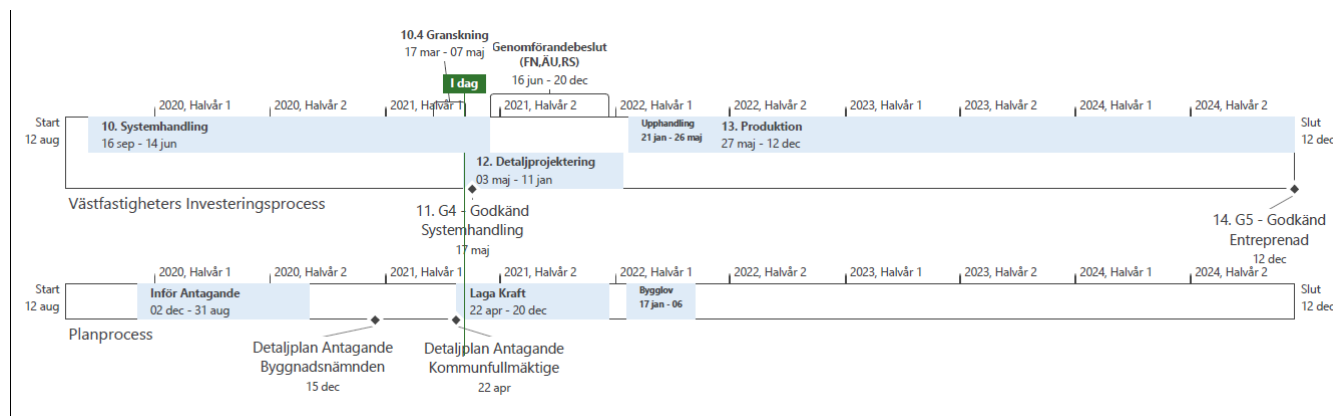 10.4 Granskning
17 mar - 07 maj
Genomförandebeslut
(FN,ÄU,RS)
16 jun - 20 dec
I dag
2020, Halvår 1
2020, Halvår 2
2021, Halvår 1
2021, Halvår 2
2022, Halvår 1
2022, Halvår 2
2023, Halvår 1
2023, Halvår 2
2024, Halvår 1
2024, Halvår 2
Start
12 aug
10. Systemhandling
16 sep - 14 jun
Upphandling
21 jan - 26 maj
13. Produktion
27 maj - 12 dec
Slut
12 dec
12. Detaljprojektering
03 maj - 11 jan
Västfastigheters Investeringsprocess
11. G4 - Godkänd
Systemhandling
17 maj
14. G5 - Godkänd
Entreprenad
12 dec
2020, Halvår 1
2020, Halvår 2
2021, Halvår 1
2021, Halvår 2
2022, Halvår 1
2022, Halvår 2
2023, Halvår 1
2023, Halvår 2
2024, Halvår 1
2024, Halvår 2
Start
12 aug
Inför Antagande
02 dec - 31 aug
Laga Kraft
22 apr - 20 dec
Bygglov
17 jan - 06
Slut
12 dec
Planprocess
Detaljplan Antagande
Byggnadsnämnden
15 dec
Detaljplan Antagande
Kommunfullmäktige
22 apr